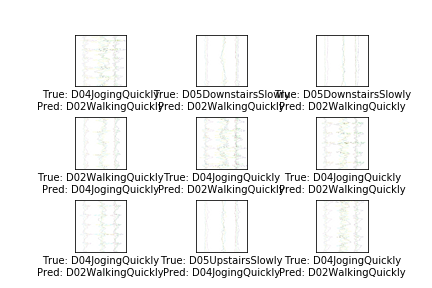 True: D04JogingQuickly True: D05DownstairsSlowly True: D05DownstairsSlowly
Pred: D02WalkingQuickly Pred: D02WalkingQuickly Pred: D02WalkingQuickly
True: D02WalkingQuickly True: D04JogingQuickly True: D04JogingQuickly
Pred: D04JogingQuickly Pred: D02WalkingQuickly Pred: D02WalkingQuickly
True: D04JogingQuickly True: D05UpstairsSlowly True: D04JogingQuickly
Pred: D02WalkingQuickly Pred: D04JogingQuickly Pred: D02WalkingQuickly